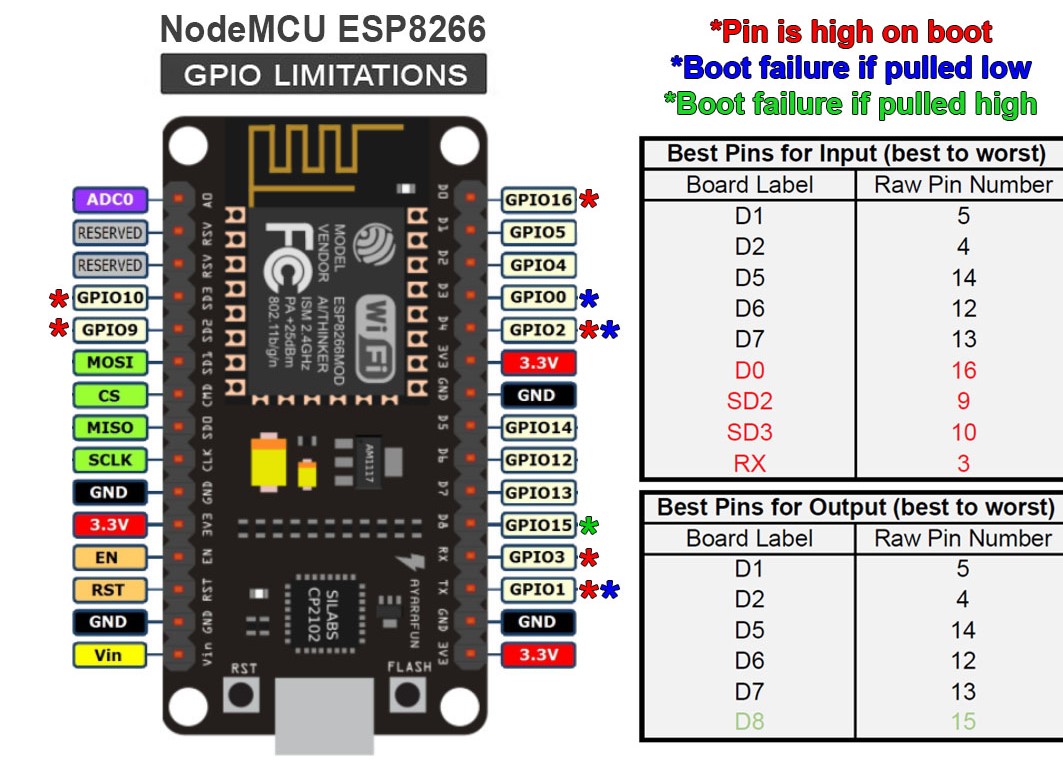 NodeMCU ESP8266
GPIO LIMITATIONS
*Pin is high on boot
*Boot failure if pulled low
*Boot failure if pulled high
ADC0
RESERVED
RESERVED
*GPIO10
*GPIO9
MOSI
CS
MISO
SCLK
GND
3.3V
EN
RST
GND
Vin
A0
RSV
RSV
SD3
SD2
SD1
CMD
SD0
CLK
GND
3V3
EN
RST
GND
Vin
MODEL ESP8266MOD
VENDOR AI/THINKER
ISM 2.4GHz
PA +25dBm
802.11b/g/n
FC
WiFi
AM1117
SILABS
CP2102
AYARAFUN
RST
FLASH
D0
D1
D2
D3
D4
3V3
GND
D5
D6
D7
D8
RX
TX
GND
3V3
GPIO16*
GPIO5
GPIO4
GPIO0*
GPIO2**
3.3V
GND
GPIO14
GPIO12
GPIO13
GPIO15*
GPIO3*
GPIO1**
GND
3.3V
Best Pins for Input (best to worst)
Board Label Raw Pin Number
D1 5
D2 4
D5 14
D6 12
D7 13
D0 16
SD2 9
SD3 10
RX 3
Best Pins for Output (best to worst)
Board Label Raw Pin Number
D1 5
D2 4
D5 14
D6 12
D7 13
D8 15